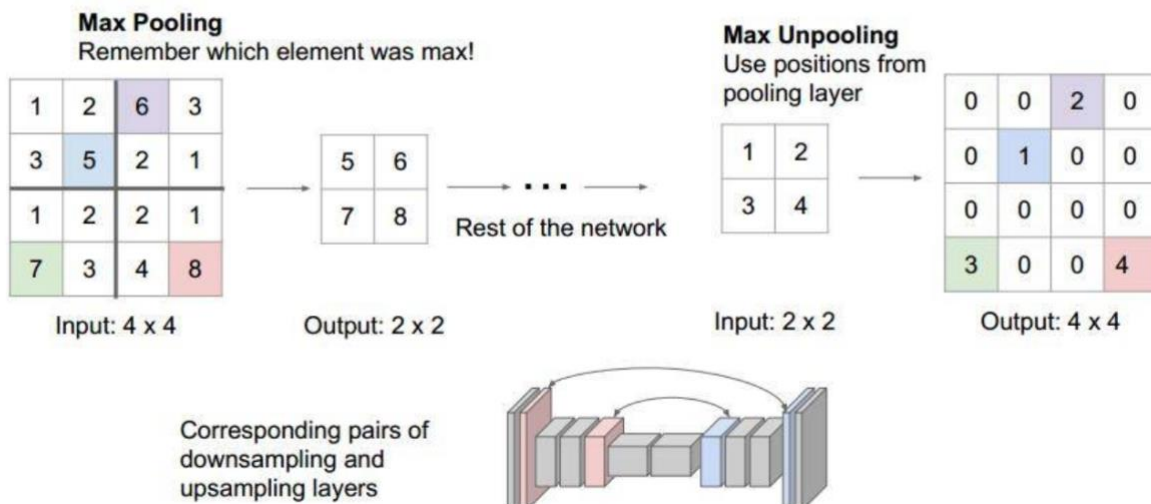 Max Pooling
Remember which element was max!
1 2 6 3
3 5 2 1
1 2 2 1
7 3 4 8
Input: 4 x 4
5 6
7 8
Output: 2 x 2
. . .
Rest of the network
Max Unpooling
Use positions from
pooling layer
1 2
3 4
Input: 2 x 2
0 0 2 0
0 1 0 0
0 0 0 0
3 0 0 4
Output: 4 x 4
Corresponding pairs of
downsampling and
upsampling layers